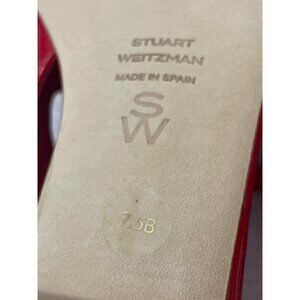 STUART
WEITZMAN
MADE IN SPAIN
S
W
7.5B